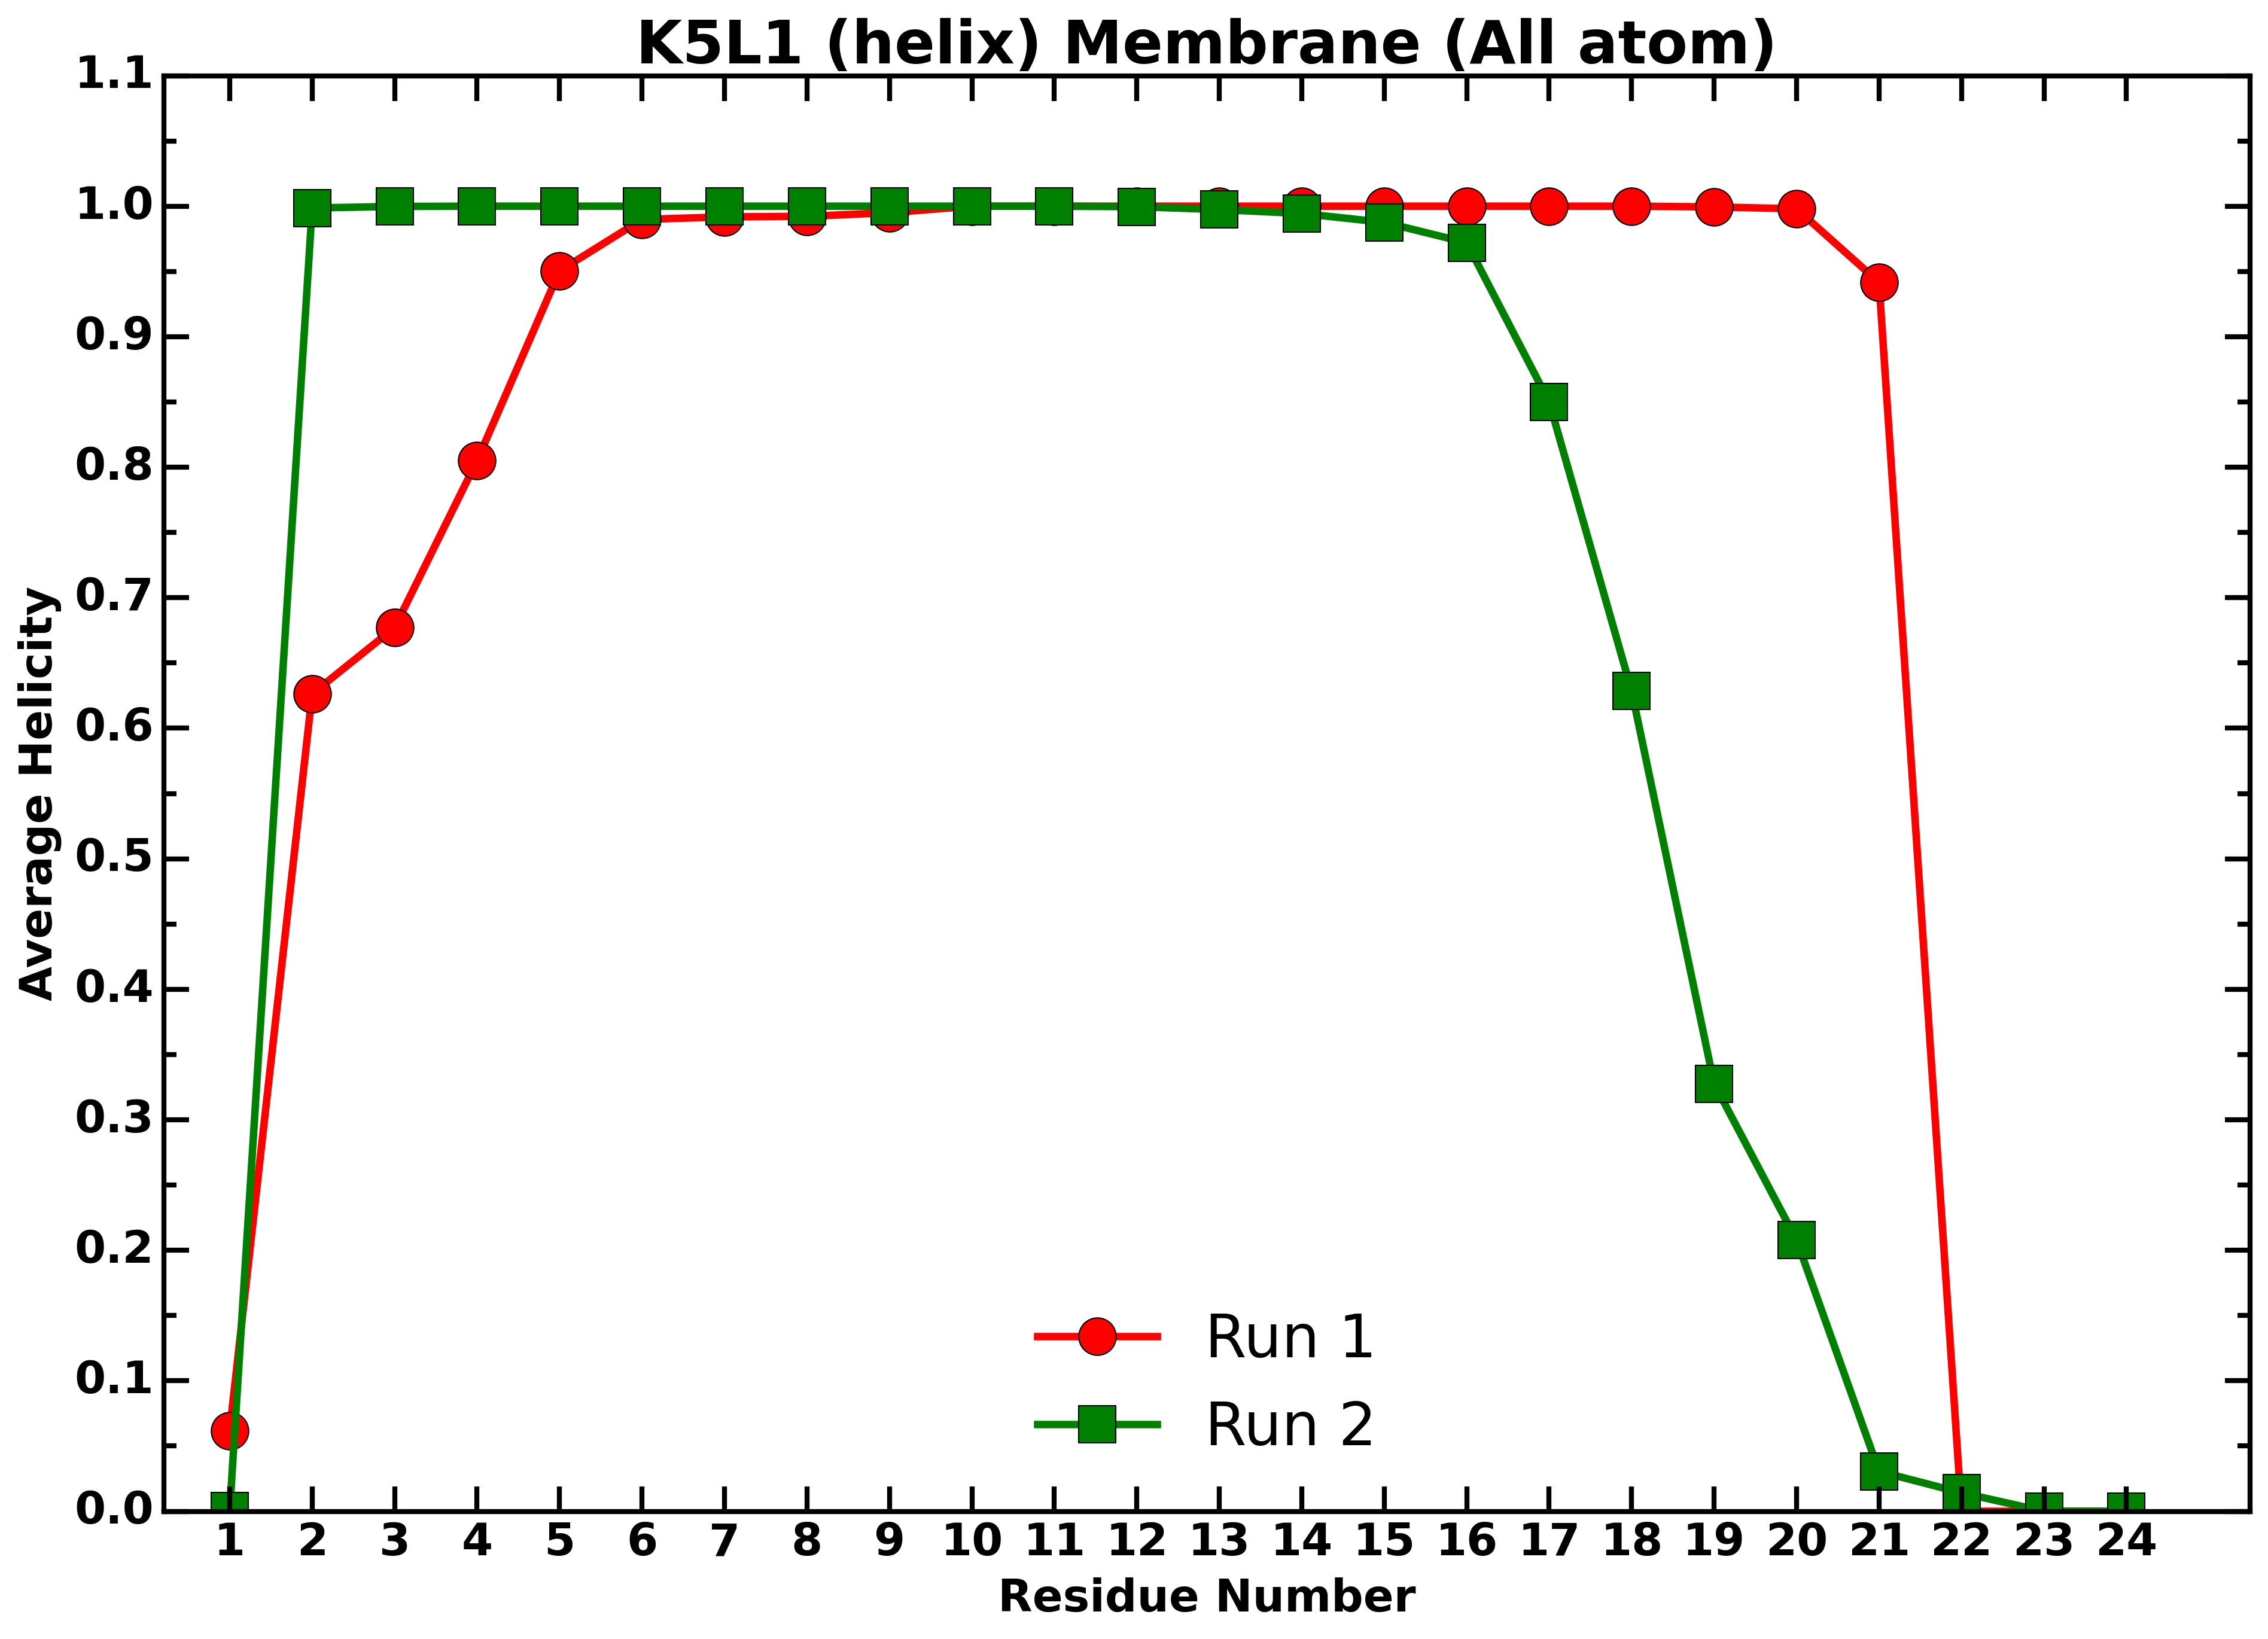 K5L1 (helix) Membrane (All atom)
1.1
1.0
0.9
0.8
0.7
0.6
0.5
0.4
0.3
0.2
0.1
0.0
Average Helicity
Run 1
Run 2
1 2 3 4 5 6 7 8 9 10 11 12 13 14 15 16 17 18 19 20 21 22 23 24
Residue Number